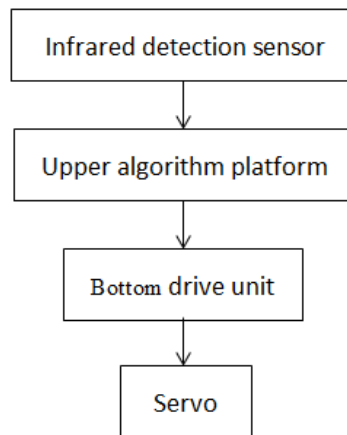 Infrared detection sensor
Upper algorithm platform
Bottom drive unit
Servo